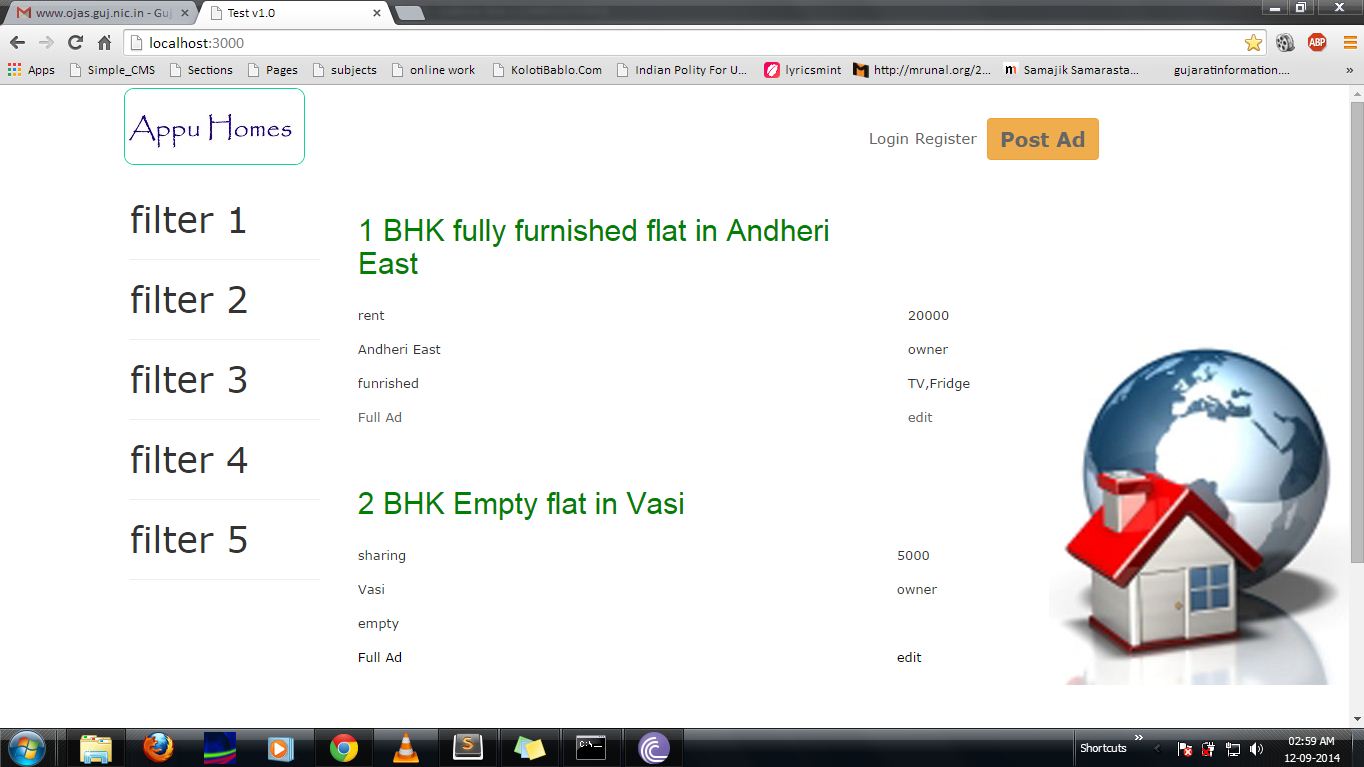 www.ojas.guj.nic.in - Guj
Test v1.0
localhost:3000
Apps Simple_CMS Sections Pages subjects online work KolotiBablo.Com Indian Polity For U... lyricsmint http://mrunal.org/2... Samajik Samarasta... gujaratinformation.... »
ABP
Appu Homes
Login Register Post Ad
filter 1
filter 2
filter 3
filter 4
filter 5
1 BHK fully furnished flat in Andheri
East
rent 20000
Andheri East owner
funrished TV,Fridge
Full Ad edit
2 BHK Empty flat in Vasi
sharing 5000
Vasi owner
empty
Full Ad edit
C:\_
Shortcuts »
02:59 AM
12-09-2014